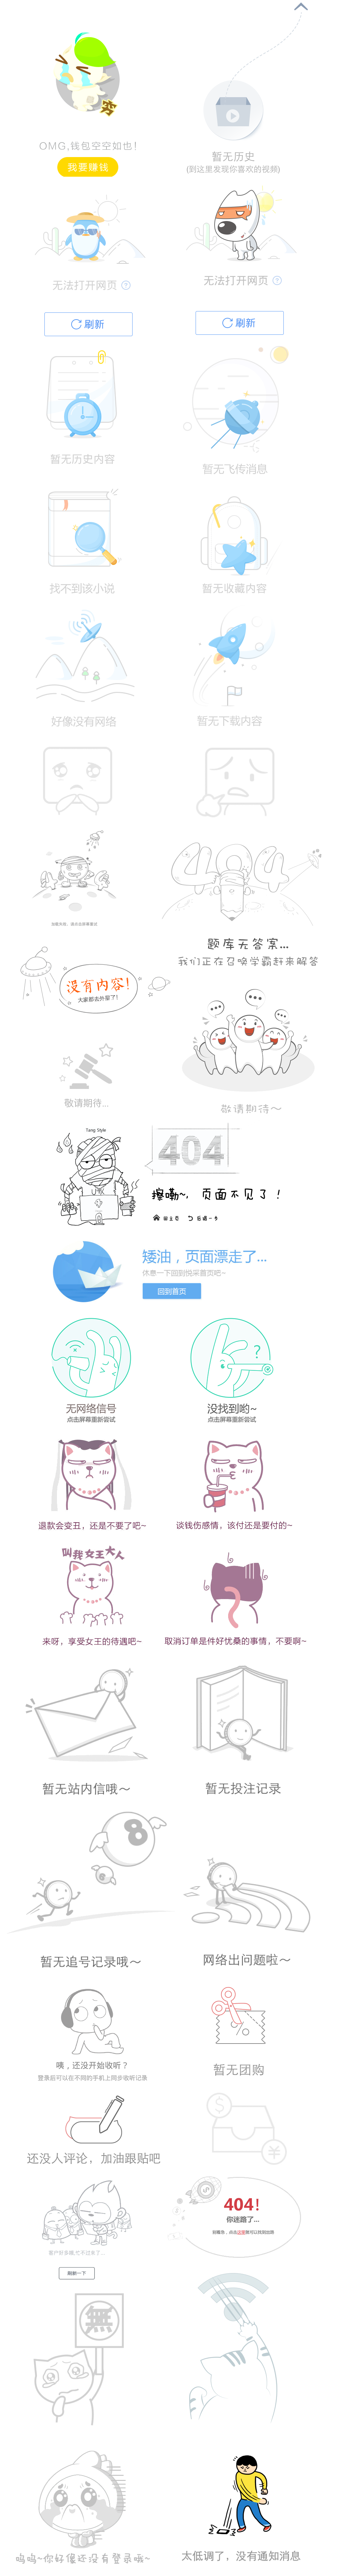 OMG,钱包空空如也!
我要赚钱
暂无历史
(到这里发现你喜欢的视频)
无法打开网页
刷新
无法打开网页
刷新
暂无历史内容
暂无飞传消息
找不到该小说
暂无收藏内容
好像没有网络
暂无下载内容
404
题库无答案...
我们正在召唤学霸赶来解答
没有内容!
大家都去外星了!
敬请期待...
敬请期待~
Tang Style
404
擦嘞~, 页面不见了!
回主页
后退一步
矮油,页面漂走了...
休息一下回到悦采首页吧~
回到首页
无网络信号
点击屏幕重新尝试
没找到哟~
点击屏幕重新尝试
退款会变丑,还是不要了吧~
谈钱伤感情,该付还是要付的~
叫我女王大人
来呀,享受女王的待遇吧~
取消订单是件好忧桑的事情,不要啊~
暂无站内信哦~
暂无投注记录
8
暂无追号记录哦~
网络出问题啦~
咦,还没开始收听?
登录后可以在不同的手机上同步收听记录
暂无团购
还没人评论,加油跟贴吧
404!
你迷路了...
刷新一下
無
呜呜~你好像还没有登录哦~
太低调了,没有通知消息